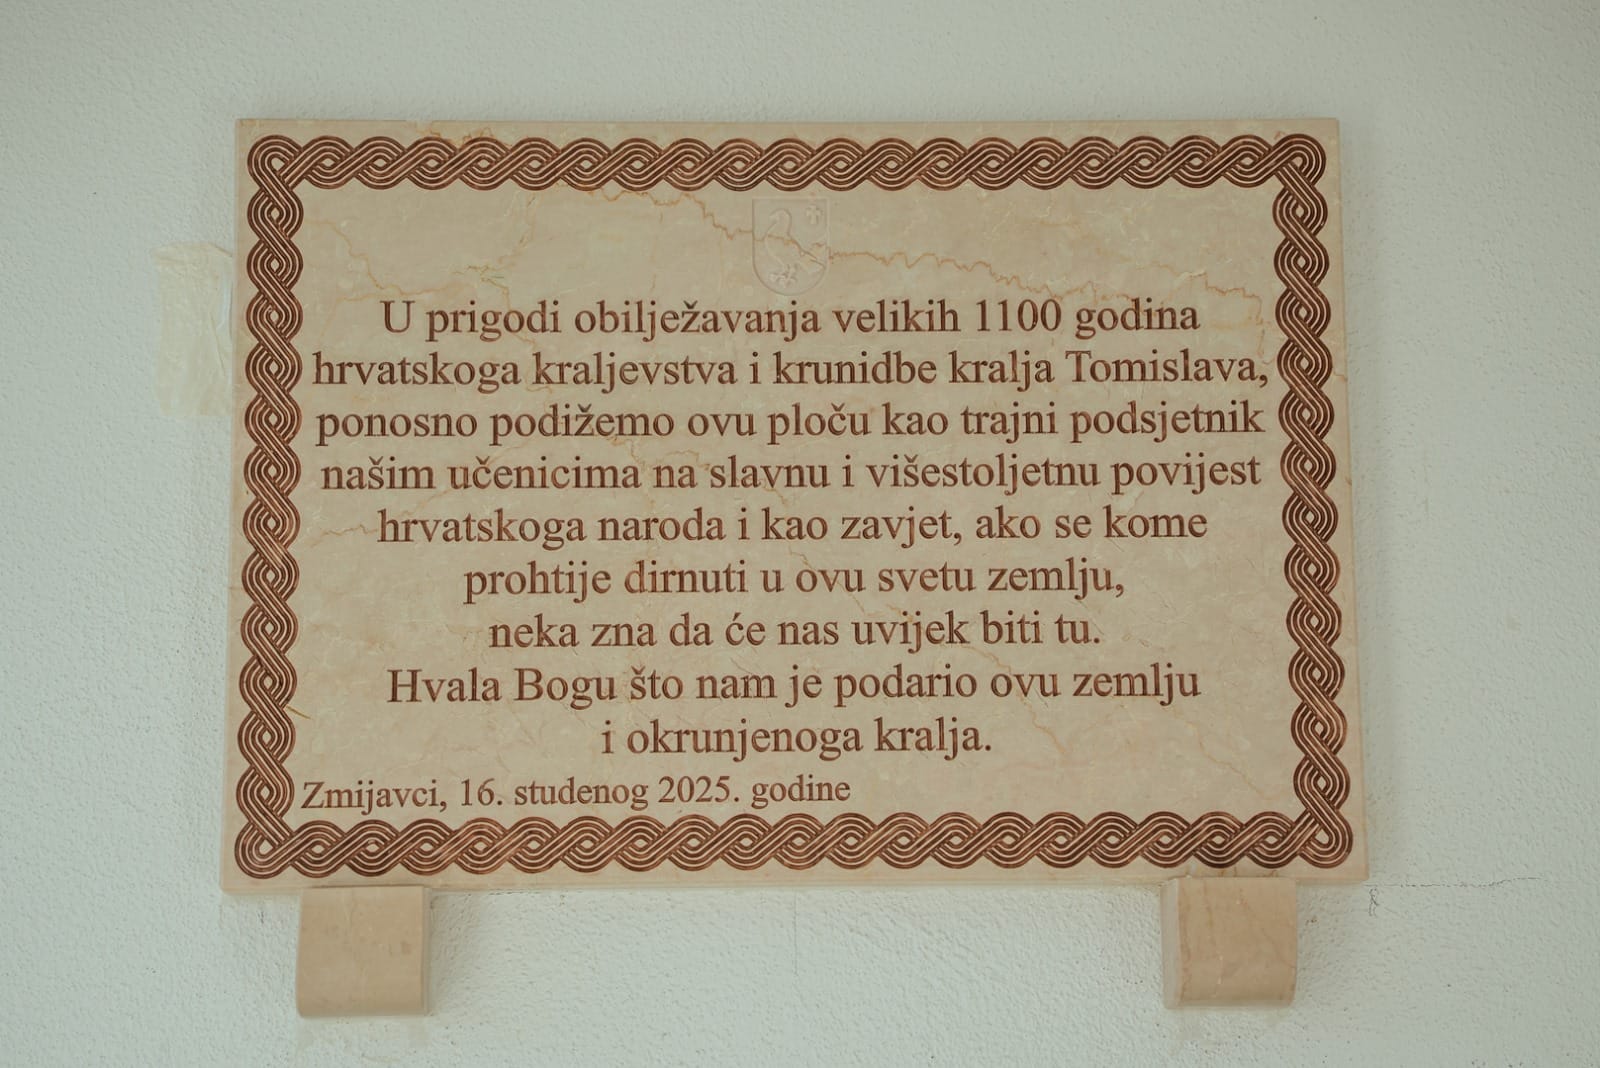 U prigodi obilježavanja velikih 1100 godina
hrvatskoga kraljevstva i krunidbe kralja Tomislava,
ponosno podižemo ovu ploču kao trajni podsjetnik
našim učenicima na slavnu i višestoljetnu povijest
hrvatskoga naroda i kao zavjet, ako se kome
prohtije dirnuti u ovu svetu zemlju,
neka zna da će nas uvijek biti tu.
Hvala Bogu što nam je podario ovu zemlju
i okrunjenoga kralja.
Zmijavci, 16. studenog 2025. godine